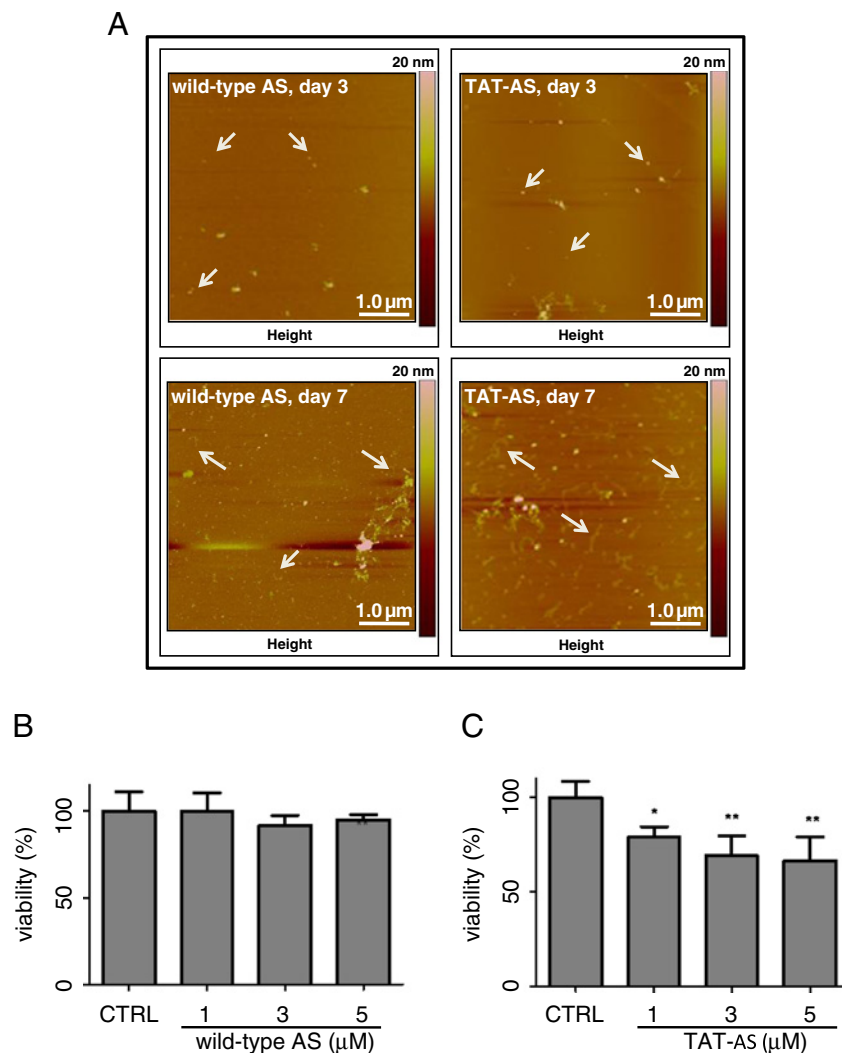 A
20 nm
wild-type AS, day 3
1.0 µm
Height
20 nm
TAT-AS, day 3
1.0 µm
Height
20 nm
wild-type AS, day 7
1.0 µm
Height
20 nm
TAT-AS, day 7
1.0 µm
Height
B
viability (%)
100
50
0
**
CTRL 1 3 5
wild-type AS (µM)
C
viability (%)
100
50
0
* ** **
CTRL 1 3 5
TAT-AS (µM)